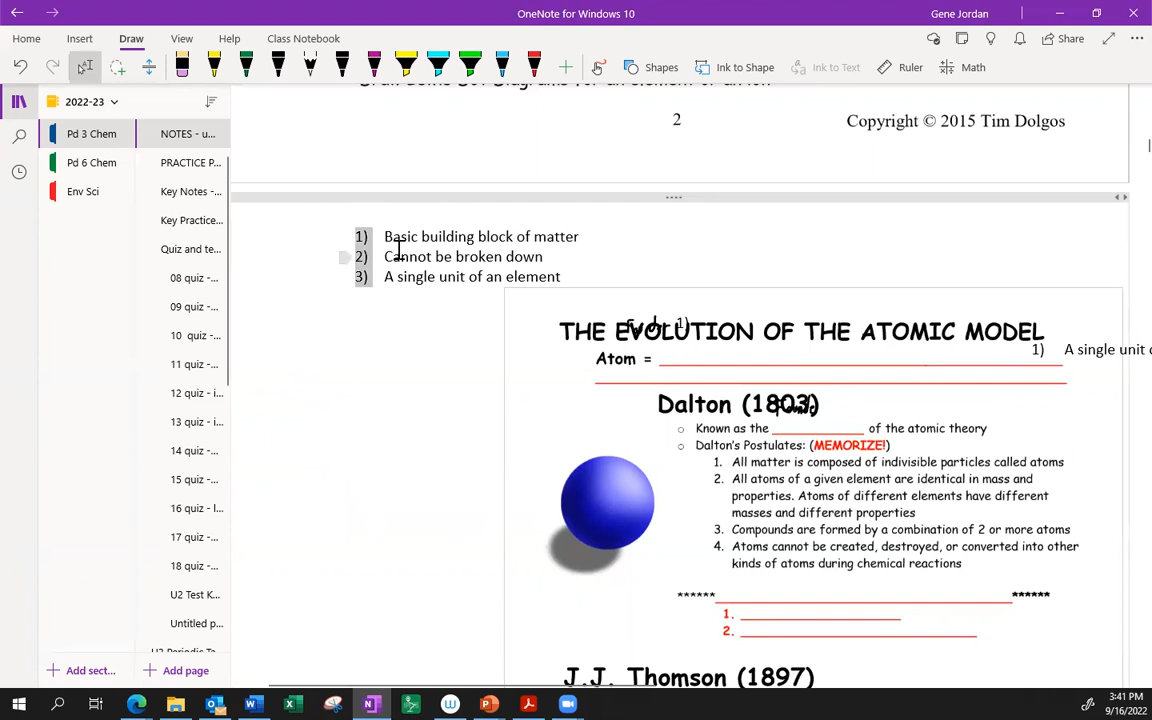 OneNote for Windows 10
Gene Jordan
Home
Insert
Draw
View
Help
Class Notebook
Share
Shapes
Ink to Shape
Ink to Text
Ruler
Math
2022-23
Pd 3 Chem
Pd 6 Chem
Env Sci
NOTES - u...
PRACTICE P...
Key Notes -...
Key Practice...
Quiz and te...
08 quiz -...
09 quiz -...
10 quiz -...
11 quiz -...
12 quiz - i...
13 quiz - i...
14 quiz -...
15 quiz -...
16 quiz - l...
17 quiz -...
18 quiz -...
U2 Test K...
Untitled p...
Add sect...
Add page
2
Copyright © 2015 Tim Dolgos
1) Basic building block of matter
2) Cannot be broken down
3) A single unit of an element
1)
THE EVOLUTION OF THE ATOMIC MODEL
1) A single unit
Atom =
Dalton (1803)
Known as the ____ of the atomic theory
Dalton's Postulates: (MEMORIZE!)
1. All matter is composed of indivisible particles called atoms
2. All atoms of a given element are identical in mass and
properties. Atoms of different elements have different
masses and different properties
3. Compounds are formed by a combination of 2 or more atoms
4. Atoms cannot be created, destroyed, or converted into other
kinds of atoms during chemical reactions
****** ******
1.
2.
J.J. Thomson (1897)
3:41 PM
9/16/2022